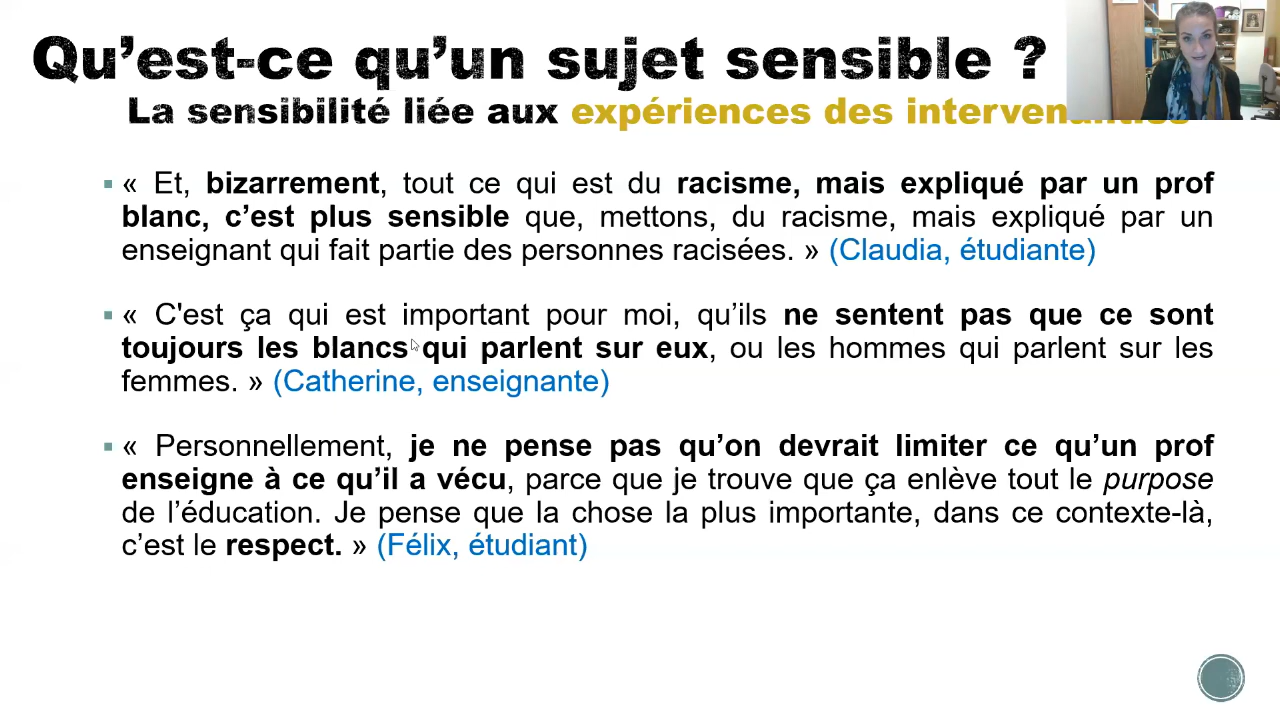 Qu’est-ce qu’un sujet sensible ?
La sensibilité liée aux expériences des
« Et, bizarrement, tout ce qui est du racisme, mais expliqué par un prof
blanc, c’est plus sensible que, mettons, du racisme, mais expliqué par un
enseignant qui fait partie des personnes racisées. » (Claudia, étudiante)
« C'est ça qui est important pour moi, qu’ils ne sentent pas que ce sont
toujours les blancs qui parlent sur eux, ou les hommes qui parlent sur les
femmes. » (Catherine, enseignante)
« Personnellement, je ne pense pas qu’on devrait limiter ce qu’un prof
enseigne à ce qu’il a vécu, parce que je trouve que ça enlève tout le purpose
de l’éducation. Je pense que la chose la plus importante, dans ce contexte-là,
c’est le respect. » (Félix, étudiant)